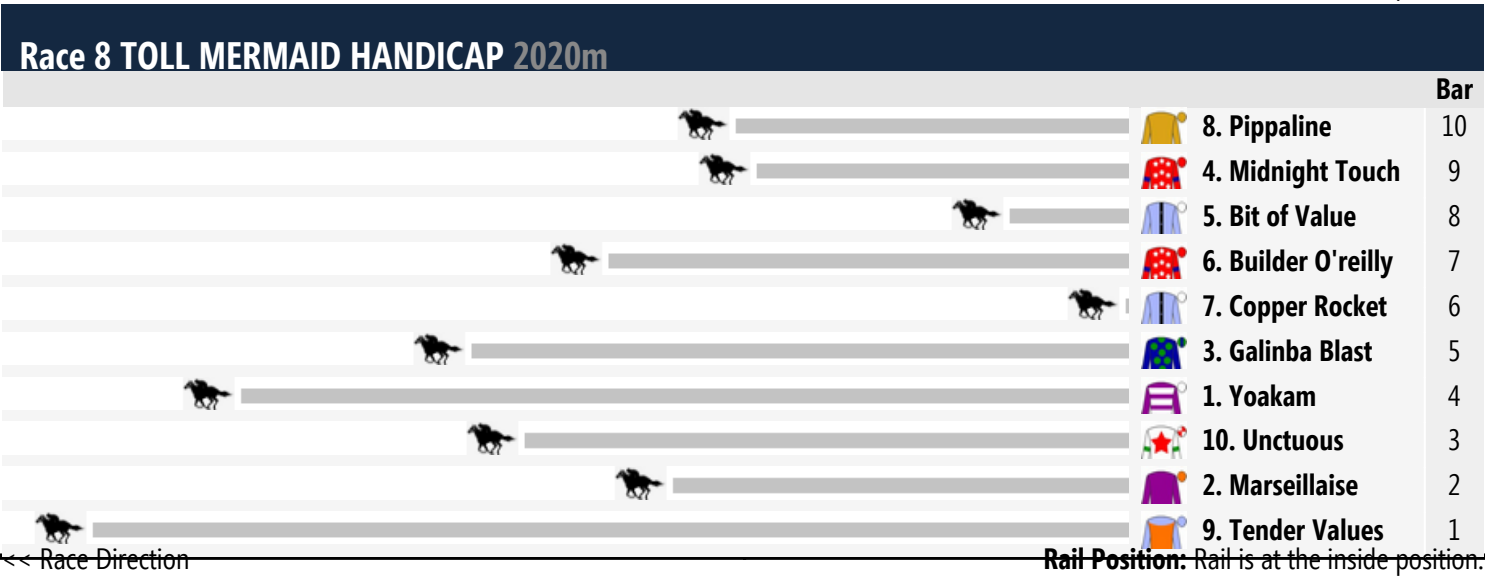 Race 8 TOLL MERMAID HANDICAP 2020m
Bar
8. Pippaline 10
4. Midnight Touch 9
5. Bit of Value 8
6. Builder O'reilly 7
7. Copper Rocket 6
3. Galinba Blast 5
1. Yoakam 4
10. Unctuous 3
2. Marseillaise 2
9. Tender Values 1
<<< Race Direction Rail Position: Rail is at the inside position.